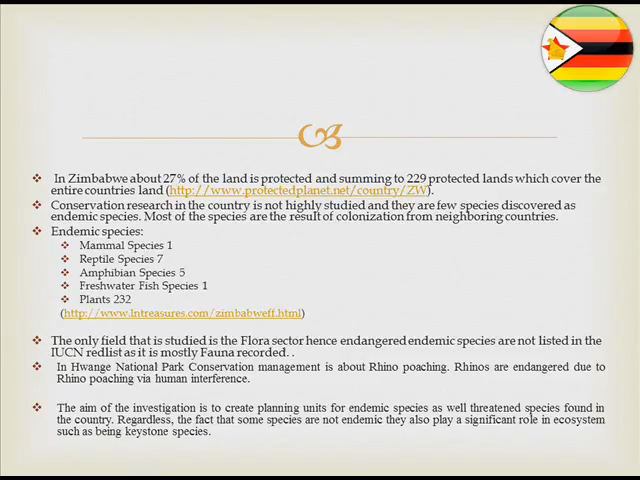 In Zimbabwe about 27% of the land is protected and summing to 229 protected lands which cover the
entire countries land (http://www.protectedplanet.net/country/ZW).
Conservation research in the country is not highly studied and they are few species discovered as
endemic species. Most of the species are the result of colonization from neighboring countries.
Endemic species:
Mammal Species 1
Reptile Species 7
Amphibian Species 5
Freshwater Fish Species 1
Plants 232
(http://www.lntreasures.com/zimbabweff.html)
The only field that is studied is the Flora sector hence endangered endemic species are not listed in the
IUCN redlist as it is mostly Fauna recorded. .
In Hwange National Park Conservation management is about Rhino poaching. Rhinos are endangered due to
Rhino poaching via human interference.
The aim of the investigation is to create planning units for endemic species as well threatened species found in
the country. Regardless, the fact that some species are not endemic they also play a significant role in ecosystem
such as being keystone species.